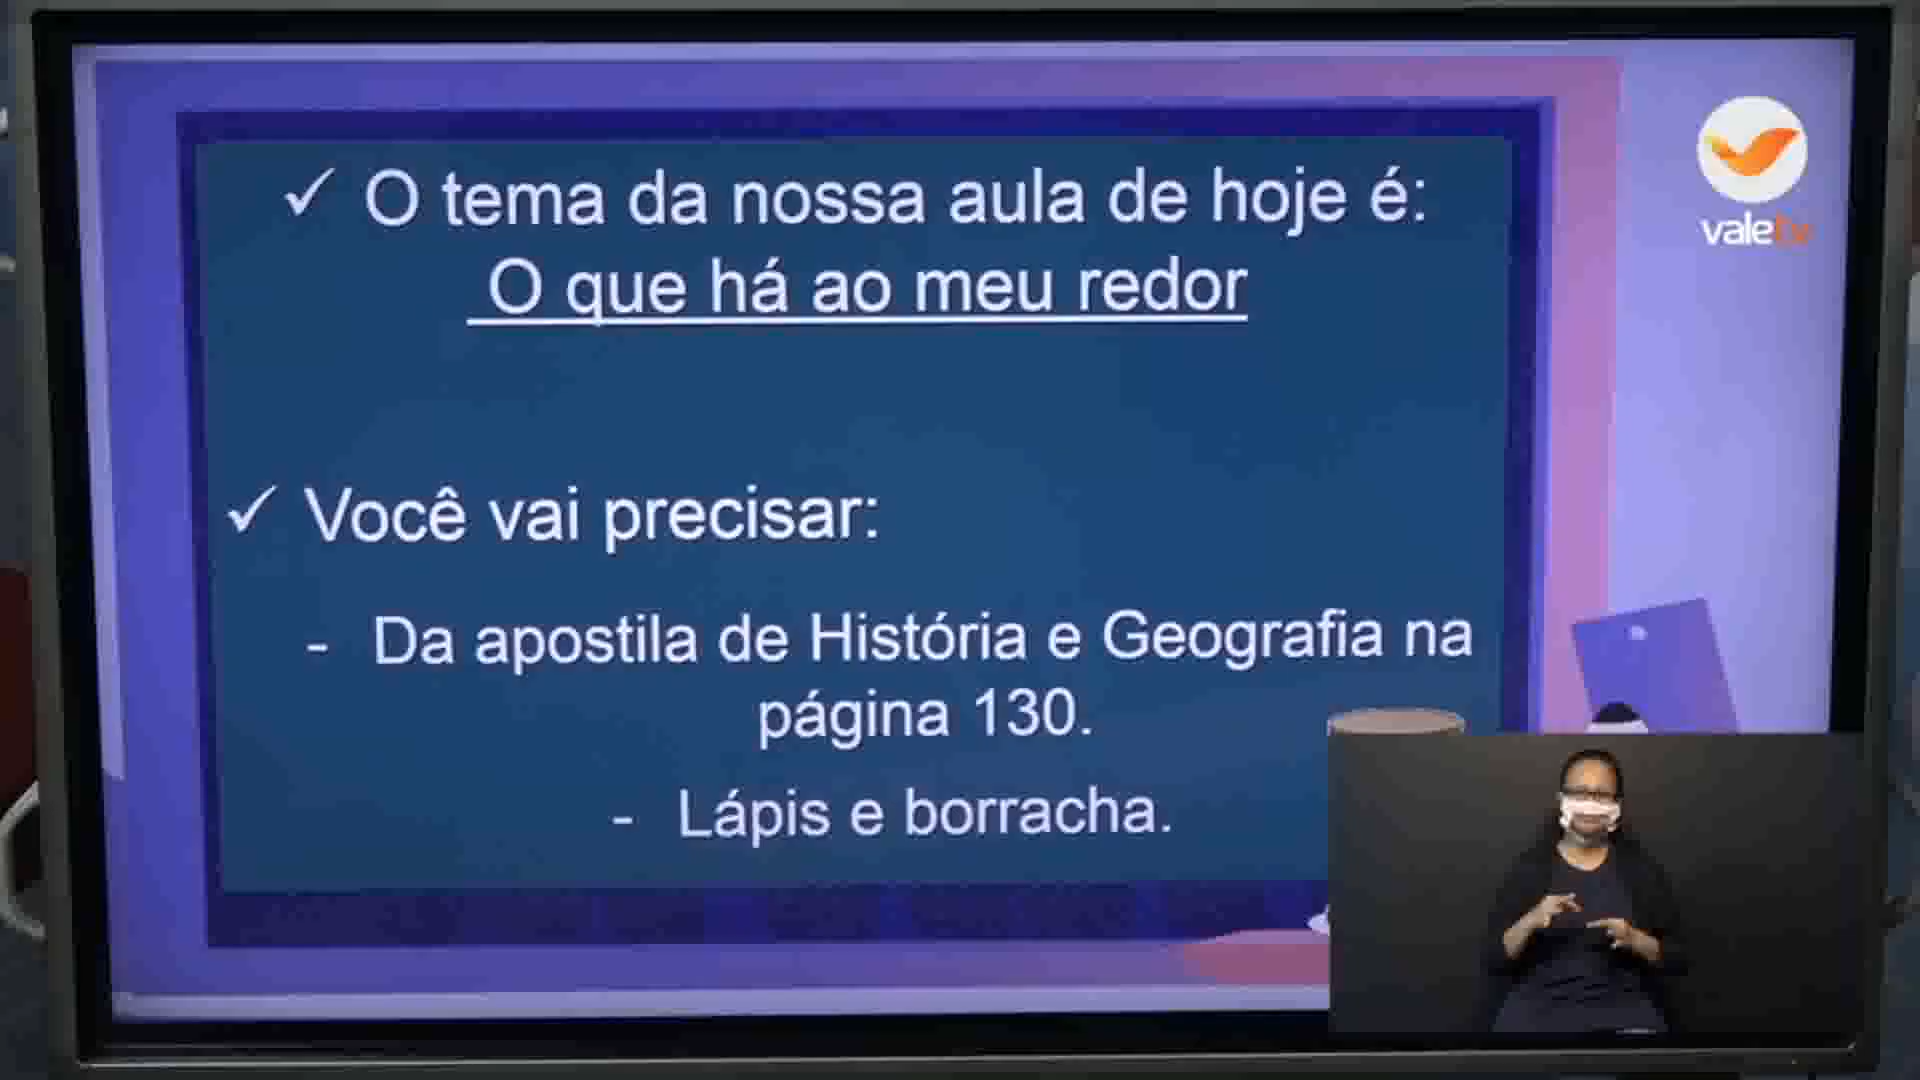 ✓ O tema da nossa aula de hoje é:
O que há ao meu redor
✓ Você vai precisar:
- Da apostila de História e Geografia na
página 130.
- Lápis e borracha.
valetv